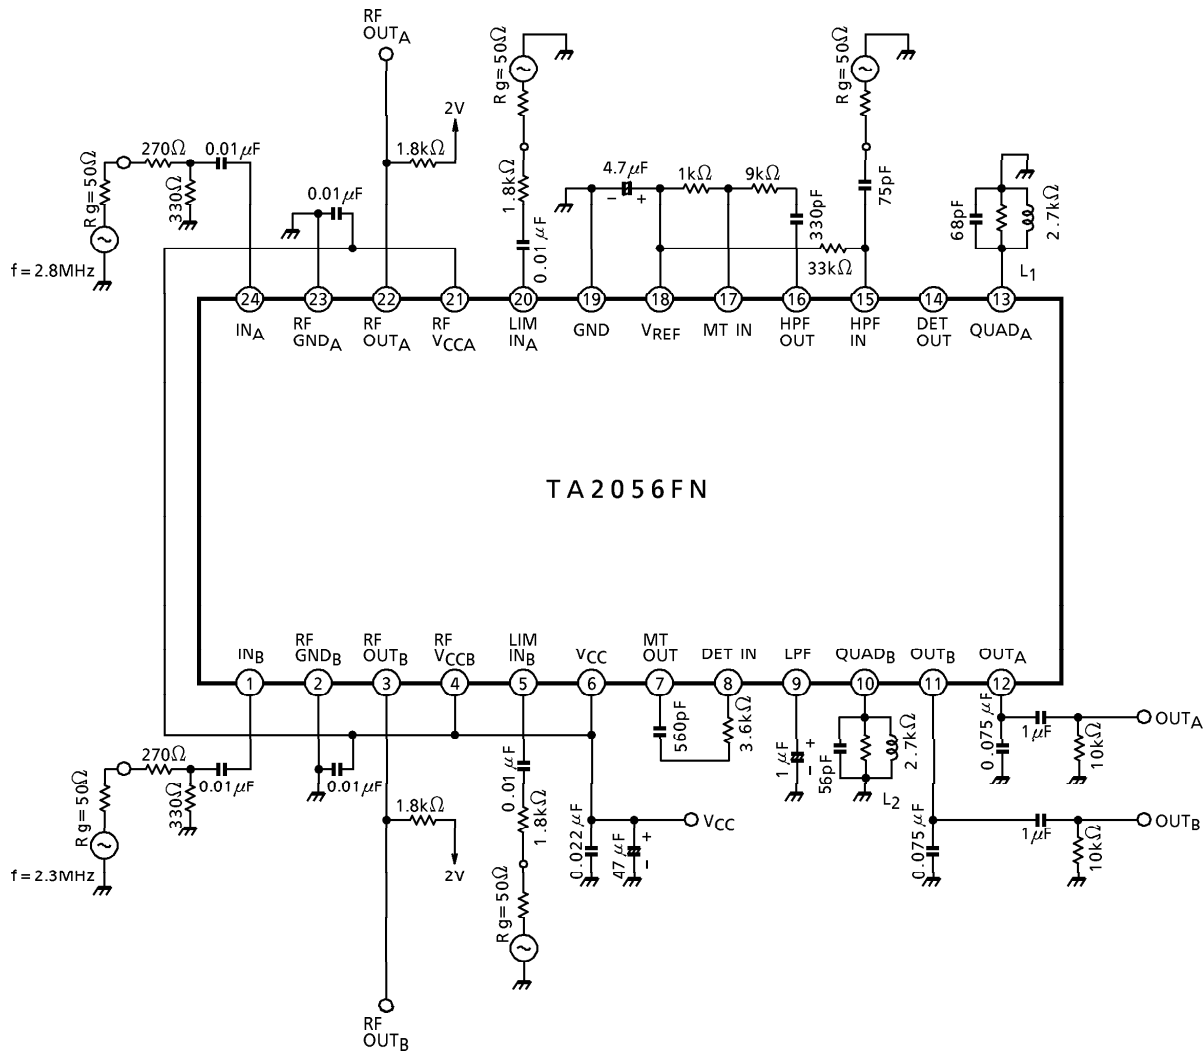 RF
OUTA
Rg=50Ω
Rg=50Ω
2V
270Ω
0.01μF
1.8kΩ
Rg=50Ω
330Ω
0.01μF
1.8kΩ
4.7μF
- +
1kΩ
9kΩ
75pF
330pF
68pF
2.7kΩ
f=2.8MHz
0.01μF
33kΩ
L1
24
23
22
21
20
19
18
17
16
15
14
13
INA
RF
GNDA
RF
OUTA
RF
VCCA
LIM
INA
GND
VREF
MT IN
HPF
OUT
HPF
IN
DET
OUT
QUADA
TA2056FN
INB
RF
GNDB
RF
OUTB
RF
VCCB
LIM
INB
VCC
MT
OUT
DET IN
LPF
QUADB
OUTB
OUTA
1
2
3
4
5
6
7
8
9
10
11
12
560pF
3.6kΩ
0.075μF
1μF
OUTA
10kΩ
270Ω
0.01μF
0.01μF
0.01μF
1μF
+
-
56pF
2.7kΩ
L2
Rg=50Ω
330Ω
1.8kΩ
1.8kΩ
0.022μF
47μF
+
-
VCC
0.075μF
1μF
OUTB
10kΩ
f=2.3MHz
2V
Rg=50Ω
RF
OUTB